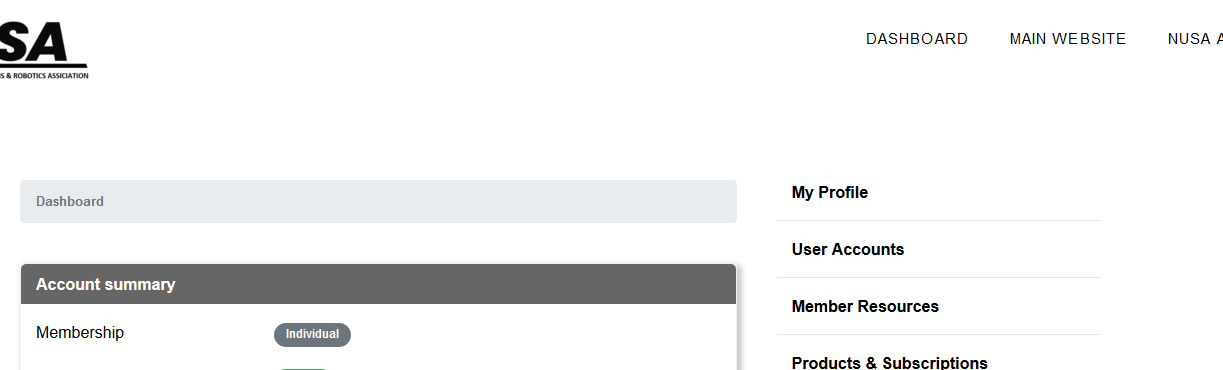 SA
DASHBOARD MAIN WEBSITE NUSA A
S & ROBOTICS ASSICIATION
Dashboard
Account summary
Membership Individual
My Profile
User Accounts
Member Resources
Products & Subscriptions